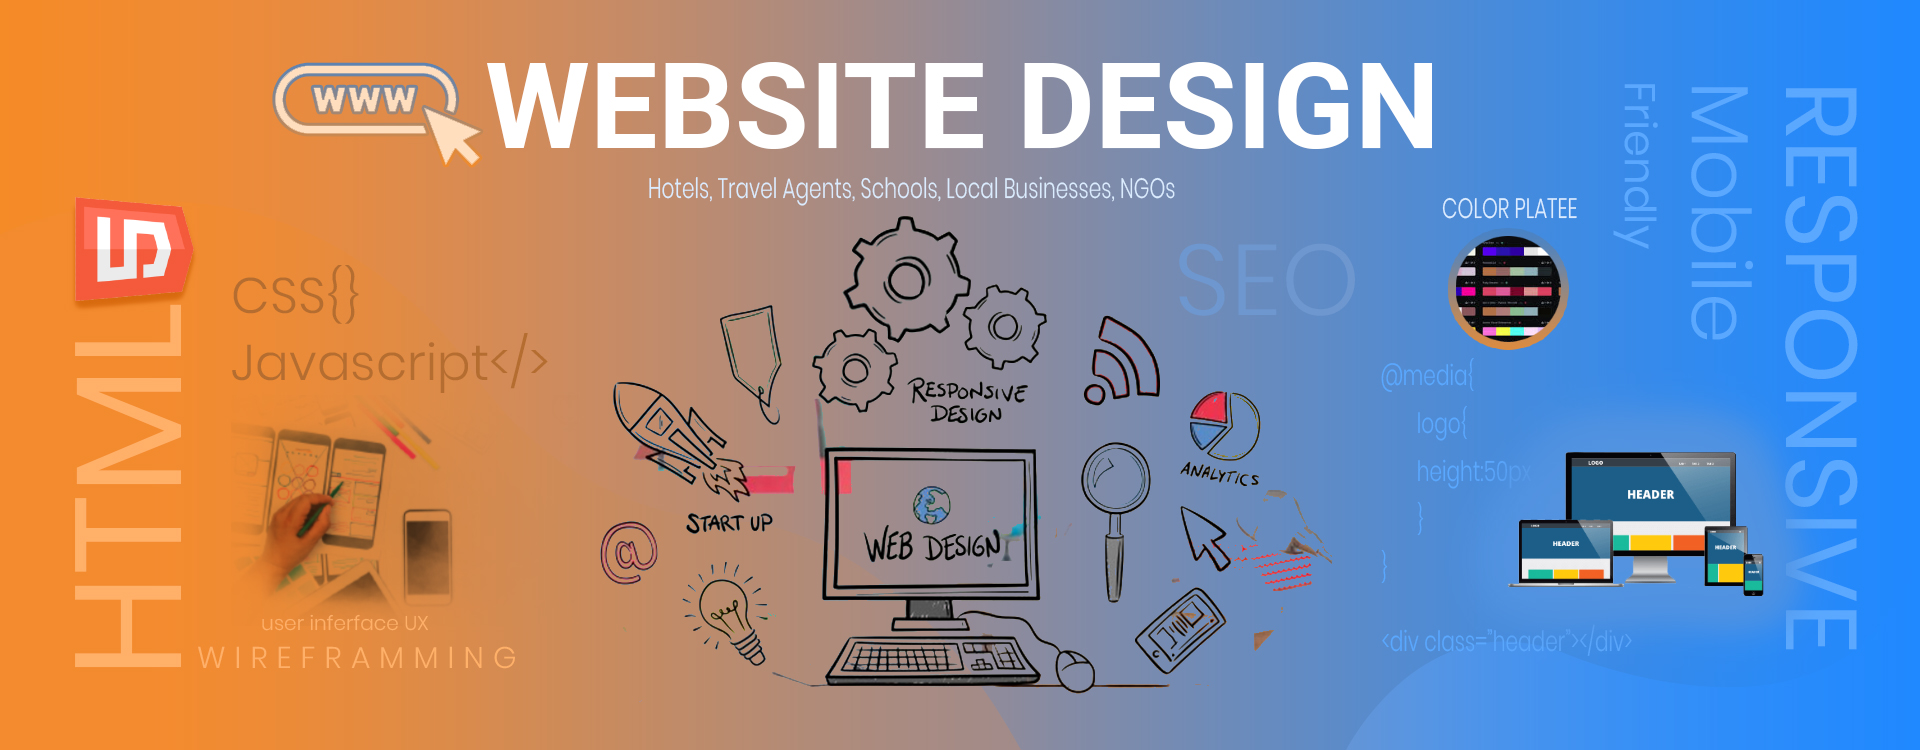 WWW
WEBSITE DESIGN
Hotels, Travel Agents, Schools, Local Businesses, NGOs
HTML
5
CSS{}
Javascript</>
user inferface UX
WIREFRAMMING
RESPONSIVE
DESIGN
START UP
@
WEB DESIGN
ANALYTICS
SEO
COLOR PLATEE
Friendly
Mobile
RESPONSIVE
@media{
logo{
height:50px
}
}
<div class="header"></div>
LOGO
HEADER
HEADER
HEADER